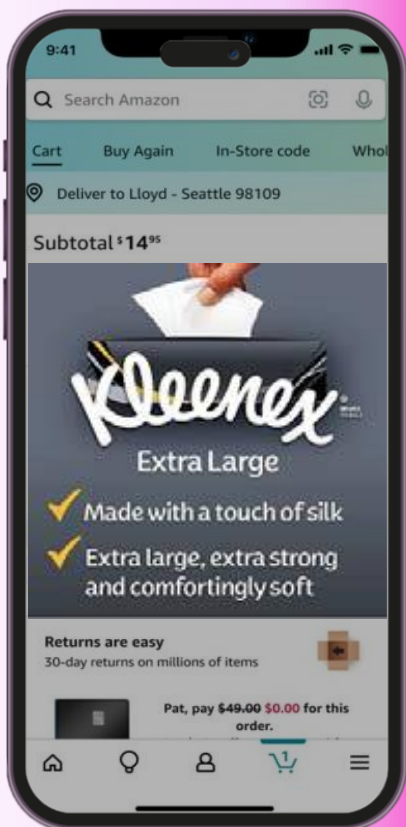 9:41
Search Amazon
Cart Buy Again In-Store code Whol
Deliver to Lloyd - Seattle 98109
Subtotal $14 95
Kleenex
Extra Large
Made with a touch of silk
Extra large, extra strong
and comfortingly soft
Returns are easy
30-day returns on millions of items
Pat, pay $49.00 $0.00 for this
order.
1